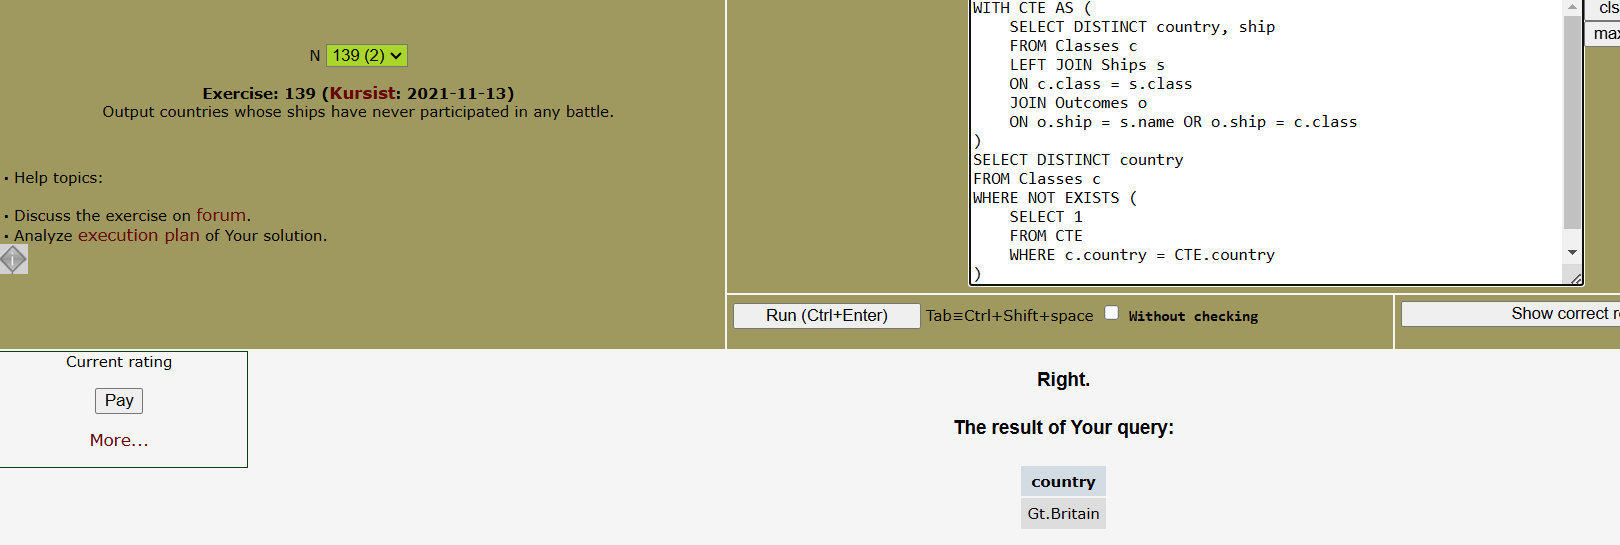 N 139 (2)
Exercise: 139 (Kursist: 2021-11-13)
Output countries whose ships have never participated in any battle.
· Help topics:
· Discuss the exercise on forum.
· Analyze execution plan of Your solution.
WITH CTE AS (
    SELECT DISTINCT country, ship
    FROM Classes c
    LEFT JOIN Ships s
    ON c.class = s.class
    JOIN Outcomes o
    ON o.ship = s.name OR o.ship = c.class
)
SELECT DISTINCT country
FROM Classes c
WHERE NOT EXISTS (
    SELECT 1
    FROM CTE
    WHERE c.country = CTE.country
)
cls
max
Run (Ctrl+Enter) Tab≡Ctrl+Shift+space Without checking
Show correct r
Current rating
Pay
More...
Right.
The result of Your query:
country
Gt.Britain